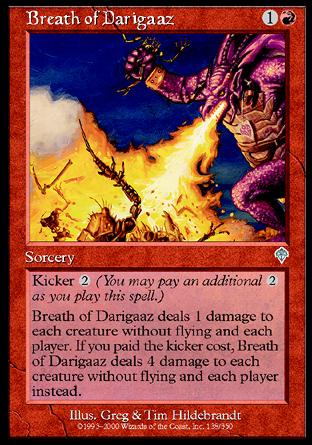 Breath of Darigaaz 1
Sorcery
Kicker 2 (You may pay an additional 2
as you play this spell.)
Breath of Darigaaz deals 1 damage to
each creature without flying and each
player. If you paid the kicker cost, Breath
of Darigaaz deals 4 damage to each
creature without flying and each player
instead.
Illus. Greg & Tim Hildebrandt
©1993–2000 Wizards of the Coast, Inc. 138/350